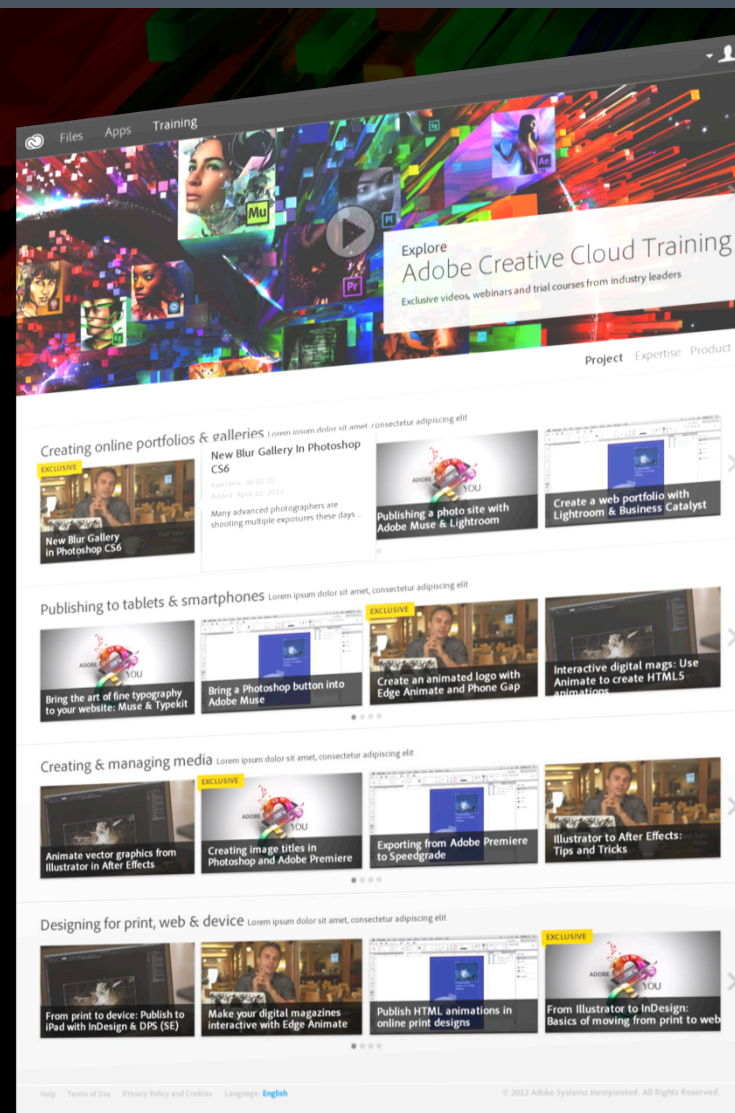 Files Apps Training
Mu
Sg
Ae
Pl
Pr
Explore
Adobe Creative Cloud Training
Exclusive videos, webinars and trial courses from industry leaders
Project Expertise Product
Creating online portfolios & galleries Lorem ipsum dolor sit amet, consectetur adipiscing elit
EXCLUSIVE
New Blur Gallery
in Photoshop CS6
New Blur Gallery In Photoshop
CS6
RunTime: 00:02:10
Added: April 22, 2012
Many advanced photographers are
shooting multiple exposures these days ..
ADOBE
YOU
Publishing a photo site with
Adobe Muse & Lightroom
Create a web portfolio with
Lightroom & Business Catalyst
Publishing to tablets & smartphones Lorem ipsum dolor sit amet, consectetur adipiscing elit
ADOBE
YOU
Bring the art of fine typography
to your website: Muse & Typekit
Bring a Photoshop button into
Adobe Muse
EXCLUSIVE
Create an animated logo with
Edge Animate and Phone Gap
Interactive digital mags: Use
Animate to create HTML5
animations
Creating & managing media Lorem ipsum dolor sit amet, consectetur adipiscing elit
Animate vector graphics from
Illustrator in After Effects
EXCLUSIVE
ADOBE
YOU
Creating image titles in
Photoshop and Adobe Premiere
Exporting from Adobe Premiere
to Speedgrade
Illustrator to After Effects:
Tips and Tricks
Designing for print, web & device Lorem ipsum dolor sit amet, consectetur adipiscing elit
From print to device: Publish to
iPad with InDesign & DPS (SE)
Make your digital magazines
interactive with Edge Animate
Publish HTML animations in
online print designs
EXCLUSIVE
ADOBE
YOU
From Illustrator to InDesign:
Basics of moving from print to web
Help Terms of Use Privacy Policy and Cookies Language: English
© 2012 Adobe Systems Incorporated. All Rights Reserved.